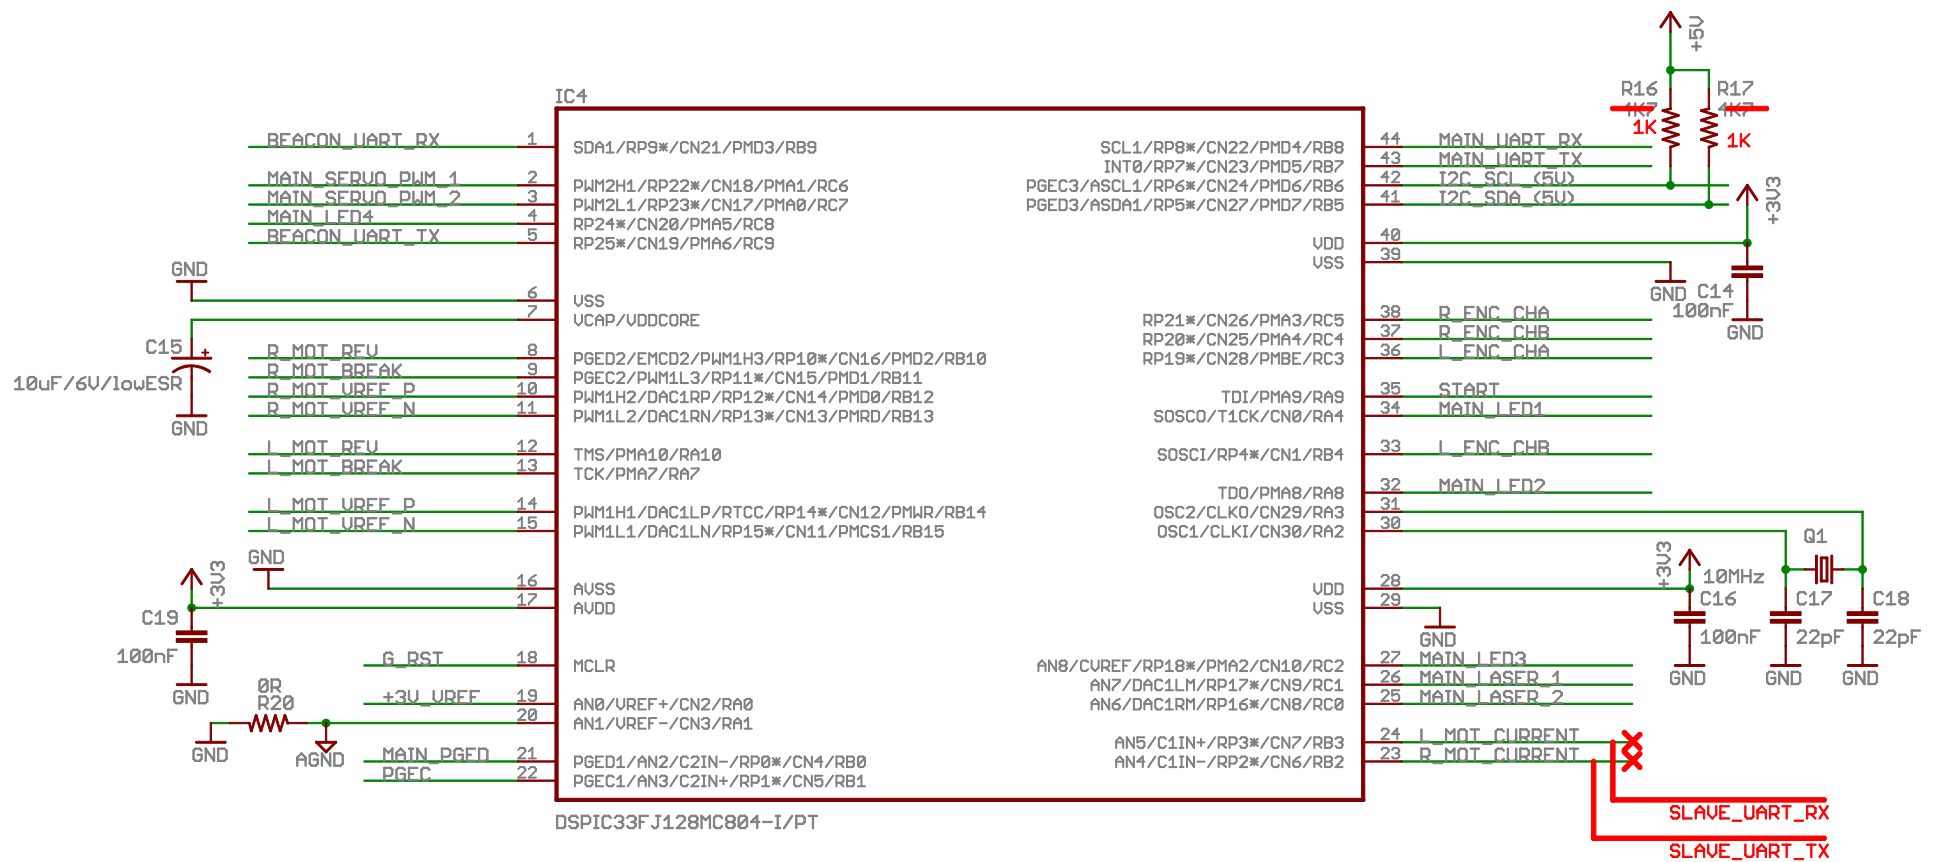 IC4
BEACON_UART_RX 1 SDA1/RP9*/CN21/PMD3/RB9
MAIN_SERVO_PWM_1 2 PWM2H1/RP22*/CN18/PMA1/RC6
MAIN_SERVO_PWM_2 3 PWM2L1/RP23*/CN17/PMA0/RC7
MAIN_LED4 4 RP24*/CN20/PMA5/RC8
BEACON_UART_TX 5 RP25*/CN19/PMA6/RC9
GND
6 VSS
7 VCAP/VDDCORE
C15 +
10uF/6V/lowESR
GND
R_MOT_REV 8 PGED2/EMCD2/PWM1H3/RP10*/CN16/PMD2/RB10
R_MOT_BREAK 9 PGEC2/PWM1L3/RP11*/CN15/PMD1/RB11
R_MOT_VREF_P 10 PWM1H2/DAC1RP/RP12*/CN14/PMD0/RB12
R_MOT_VREF_N 11 PWM1L2/DAC1RN/RP13*/CN13/PMRD/RB13
L_MOT_REV 12 TMS/PMA10/RA10
L_MOT_BREAK 13 TCK/PMA7/RA7
L_MOT_VREF_P 14 PWM1H1/DAC1LP/RTCC/RP14*/CN12/PMWR/RB14
L_MOT_VREF_N 15 PWM1L1/DAC1LN/RP15*/CN11/PMCS1/RB15
GND
16 AVSS
+3V3
17 AVDD
C19
100nF
GND
G_RST 18 MCLR
+3V_VREF 19 AN0/VREF+/CN2/RA0
0R
R20
20 AN1/VREF-/CN3/RA1
GND
AGND
MAIN_PGED 21 PGED1/AN2/C2IN-/RP0*/CN4/RB0
PGEC 22 PGEC1/AN3/C2IN+/RP1*/CN5/RB1
DSPIC33FJ128MC804-I/PT
+5V
R16 R17
4K7 4K7
1K 1K
SCL1/RP8*/CN22/PMD4/RB8 44 MAIN_UART_RX
INT0/RP7*/CN23/PMD5/RB7 43 MAIN_UART_TX
PGEC3/ASCL1/RP6*/CN24/PMD6/RB6 42 I2C_SCL_(5V)
PGED3/ASDA1/RP5*/CN27/PMD7/RB5 41 I2C_SDA_(5V)
+3V3
VDD 40
VSS 39
GND C14
100nF
GND
RP21*/CN26/PMA3/RC5 38 R_ENC_CHA
RP20*/CN25/PMA4/RC4 37 R_ENC_CHB
RP19*/CN28/PMBE/RC3 36 L_ENC_CHA
TDI/PMA9/RA9 35 START
SOSCO/T1CK/CN0/RA4 34 MAIN_LED1
SOSCI/RP4*/CN1/RB4 33 L_ENC_CHB
TDO/PMA8/RA8 32 MAIN_LED2
OSC2/CLKO/CN29/RA3 31
OSC1/CLKI/CN30/RA2 30
Q1
10MHz
+3V3
VDD 28
VSS 29
GND
C16 C17 C18
100nF 22pF 22pF
GND GND GND
AN8/CVREF/RP18*/PMA2/CN10/RC2 27 MAIN_LED3
AN7/DAC1LM/RP17*/CN9/RC1 26 MAIN_LASER_1
AN6/DAC1RM/RP16*/CN8/RC0 25 MAIN_LASER_2
AN5/C1IN+/RP3*/CN7/RB3 24 L_MOT_CURRENT
AN4/C1IN-/RP2*/CN6/RB2 23 R_MOT_CURRENT
SLAVE_UART_RX
SLAVE_UART_TX